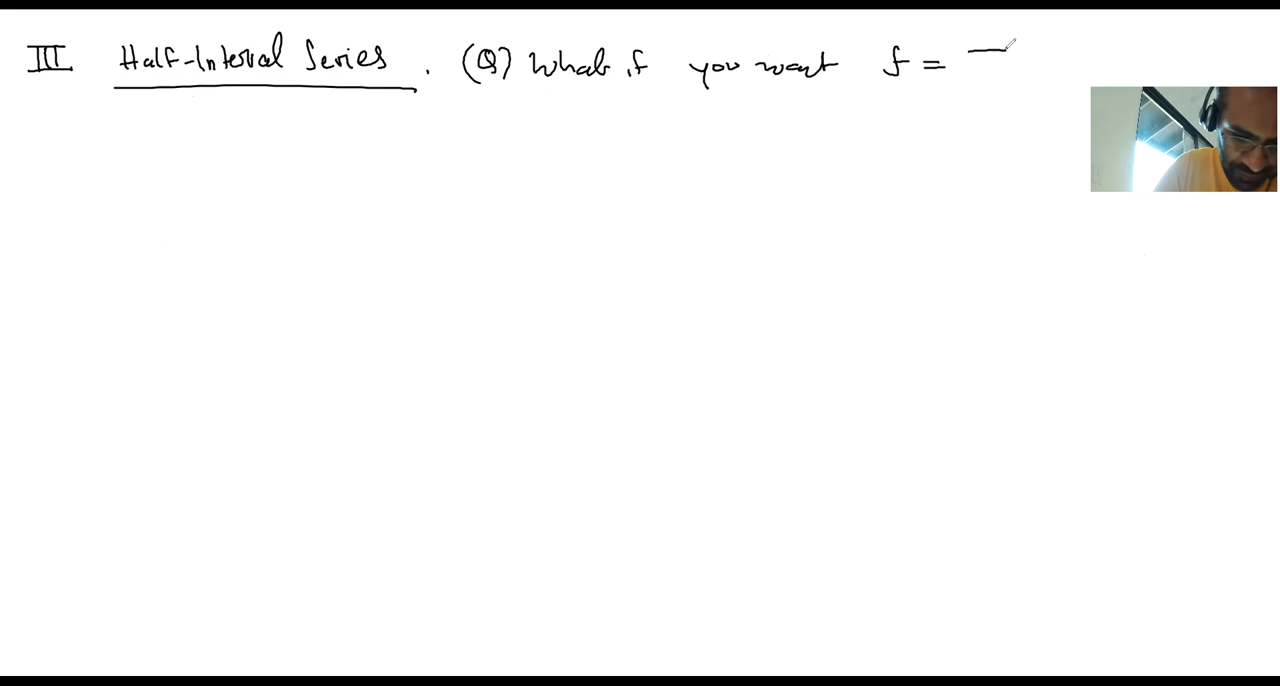 III Half-Interval Series. (Q) What if you want f = —